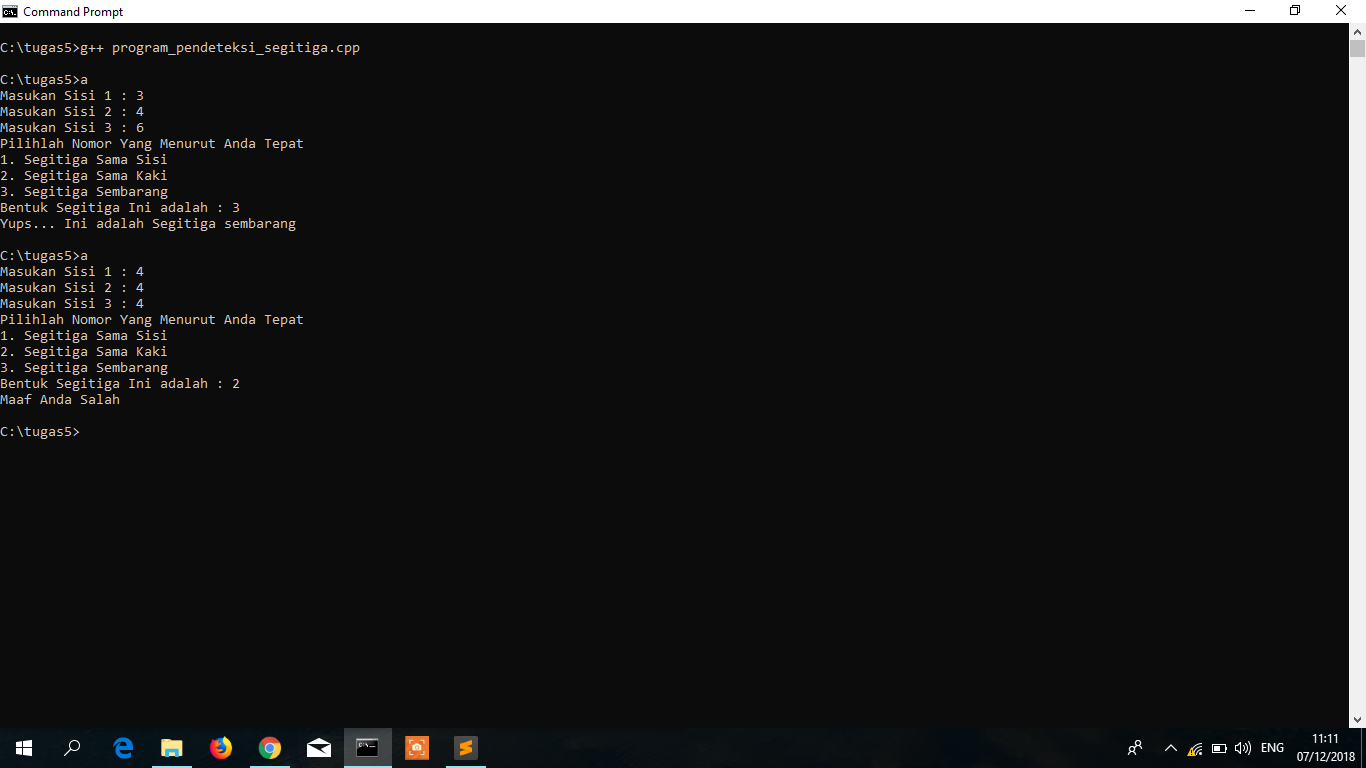 Command Prompt
C:\tugas5>g++ program_pendeteksi_segitiga.cpp
C:\tugas5>a
Masukan Sisi 1 : 3
Masukan Sisi 2 : 4
Masukan Sisi 3 : 6
Pilihlah Nomor Yang Menurut Anda Tepat
1. Segitiga Sama Sisi
2. Segitiga Sama Kaki
3. Segitiga Sembarang
Bentuk Segitiga Ini adalah : 3
Yups... Ini adalah Segitiga sembarang
C:\tugas5>a
Masukan Sisi 1 : 4
Masukan Sisi 2 : 4
Masukan Sisi 3 : 4
Pilihlah Nomor Yang Menurut Anda Tepat
1. Segitiga Sama Sisi
2. Segitiga Sama Kaki
3. Segitiga Sembarang
Bentuk Segitiga Ini adalah : 2
Maaf Anda Salah
C:\tugas5>
ENG
11:11
07/12/2018